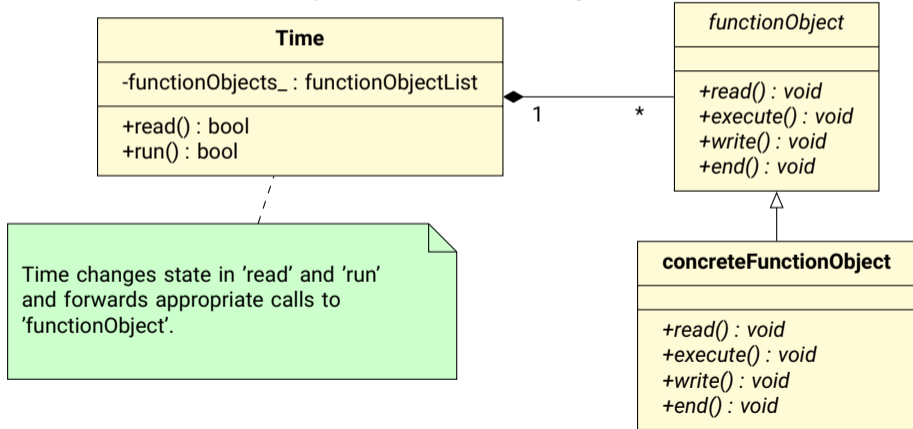 Time
-functionObjects_ : functionObjectList
+read() : bool
+run() : bool
1
*
functionObject
+read() : void
+execute() : void
+write() : void
+end() : void
Time changes state in 'read' and 'run'
and forwards appropriate calls to
'functionObject'.
concreteFunctionObject
+read() : void
+execute() : void
+write() : void
+end() : void